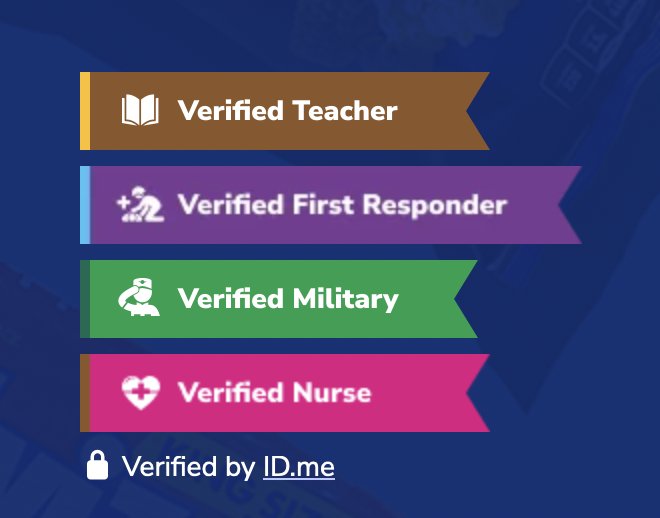 Verified Teacher
Verified First Responder
Verified Military
Verified Nurse
Verified by ID.me